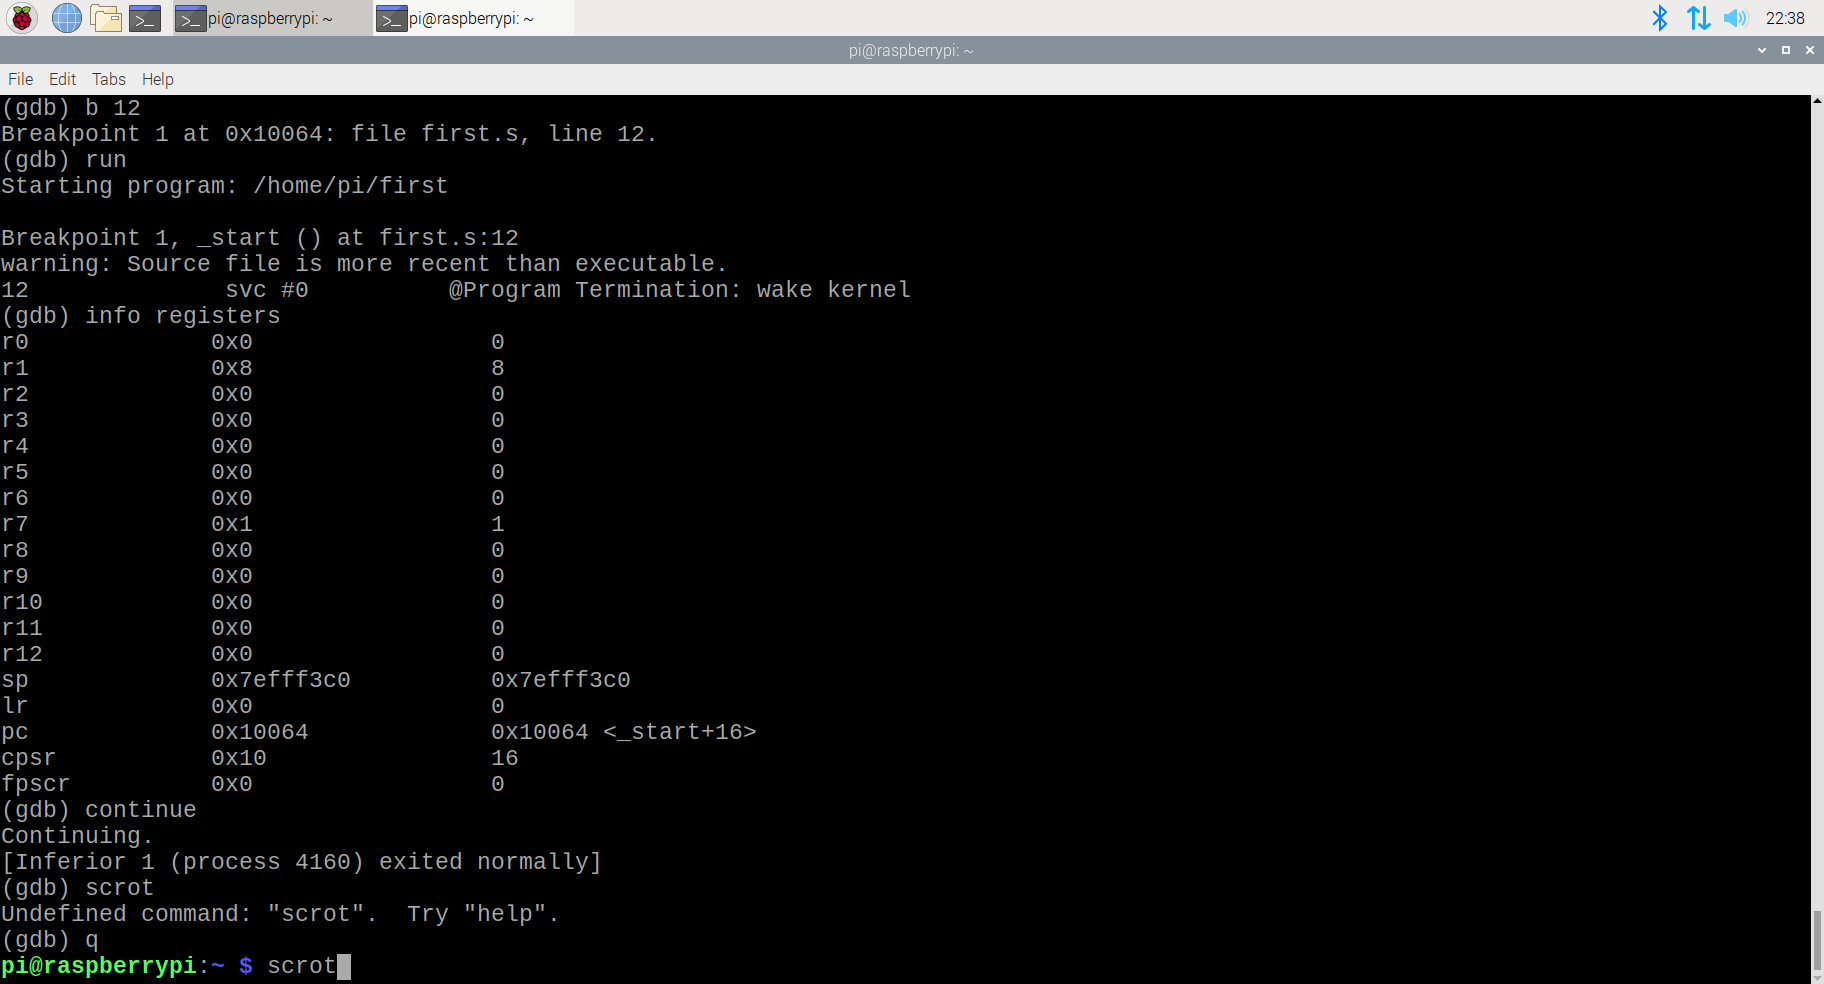 pi@raspberrypi: ~ pi@raspberrypi: ~ 22:38
pi@raspberrypi: ~
File Edit Tabs Help
(gdb) b 12
Breakpoint 1 at 0x10064: file first.s, line 12.
(gdb) run
Starting program: /home/pi/first
Breakpoint 1, _start () at first.s:12
warning: Source file is more recent than executable.
12              svc #0          @Program Termination: wake kernel
(gdb) info registers
r0             0x0                 0
r1             0x8                 8
r2             0x0                 0
r3             0x0                 0
r4             0x0                 0
r5             0x0                 0
r6             0x0                 0
r7             0x1                 1
r8             0x0                 0
r9             0x0                 0
r10            0x0                 0
r11            0x0                 0
r12            0x0                 0
sp             0x7efff3c0          0x7efff3c0
lr             0x0                 0
pc             0x10064             0x10064 <_start+16>
cpsr           0x10                16
fpscr          0x0                 0
(gdb) continue
Continuing.
[Inferior 1 (process 4160) exited normally]
(gdb) scrot
Undefined command: "scrot".  Try "help".
(gdb) q
pi@raspberrypi:~ $ scrot